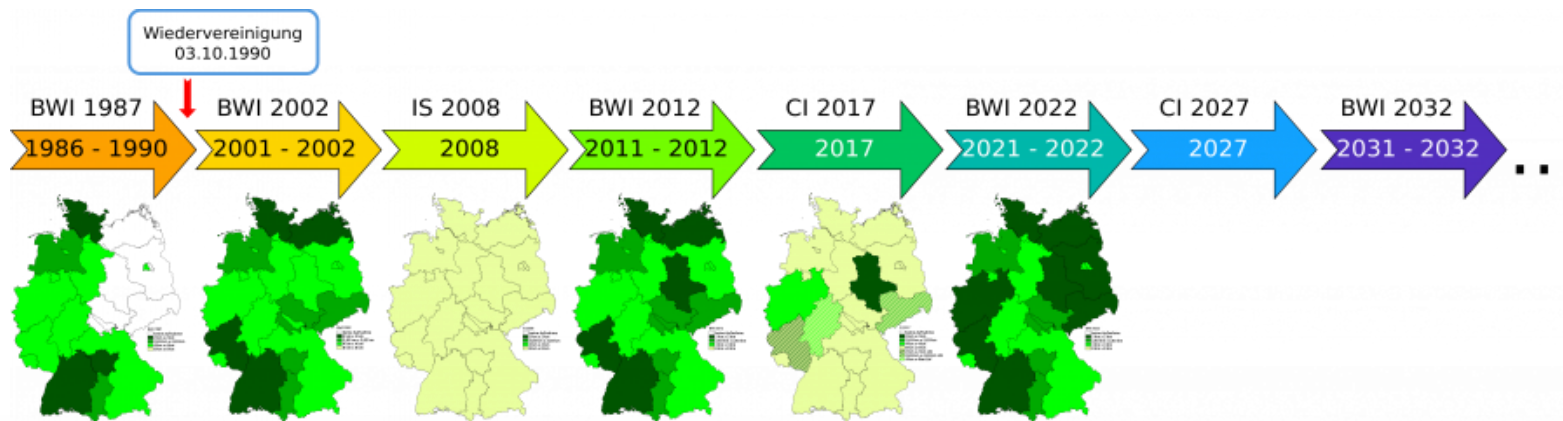 Wiedervereinigung
03.10.1990
BWI 1987
BWI 2002
IS 2008
BWI 2012
CI 2017
BWI 2022
CI 2027
BWI 2032
1986 - 1990
2001 - 2002
2008
2011 - 2012
2017
2021 - 2022
2027
2031 - 2032
. .